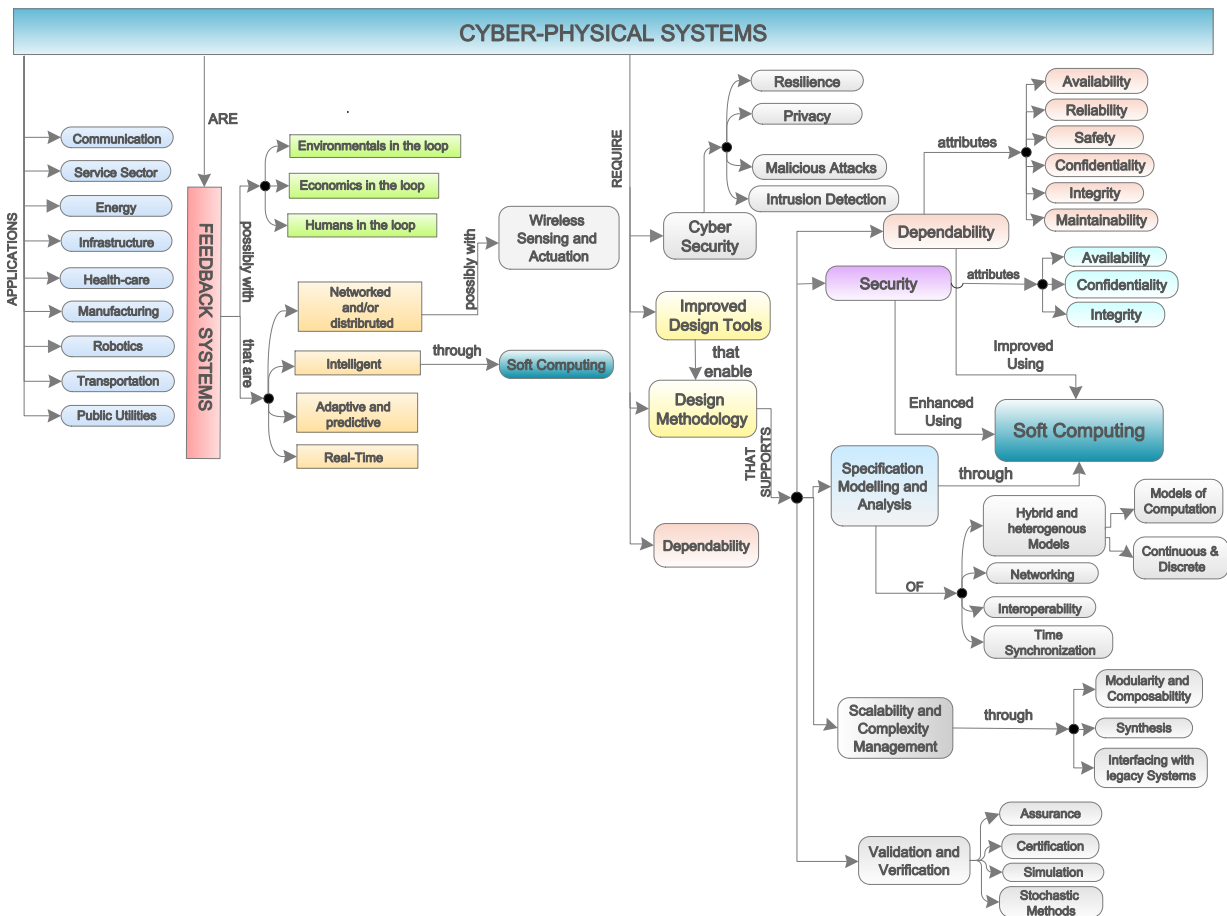 CYBER-PHYSICAL SYSTEMS
APPLICATIONS
Communication
Service Sector
Energy
Infrastructure
Health-care
Manufacturing
Robotics
Transportation
Public Utilities
ARE
FEEDBACK SYSTEMS
possibly with
Environmentals in the loop
Economics in the loop
Humans in the loop
that are
Networked
and/or
distribruted
Intelligent
Adaptive and
predictive
Real-Time
possibly with
Wireless
Sensing and
Actuation
through
Soft Computing
REQUIRE
Cyber
Security
Resilience
Privacy
Malicious Attacks
Intrusion Detection
Improved
Design Tools
that
enable
Design
Methodology
Dependability
THAT
SUPPORTS
Dependability
attributes
Availability
Reliability
Safety
Confidentiality
Integrity
Maintainability
Security
attributes
Availability
Confidentiality
Integrity
Improved
Using
Enhanced
Using
Soft Computing
Specification
Modelling and
Analysis
through
OF
Hybrid and
heterogenous
Models
Models of
Computation
Continuous &
Discrete
Networking
Interoperability
Time
Synchronization
Scalability and
Complexity
Management
through
Modularity and
Composabiltity
Synthesis
Interfacing with
legacy Systems
Validation and
Verification
Assurance
Certification
Simulation
Stochastic
Methods